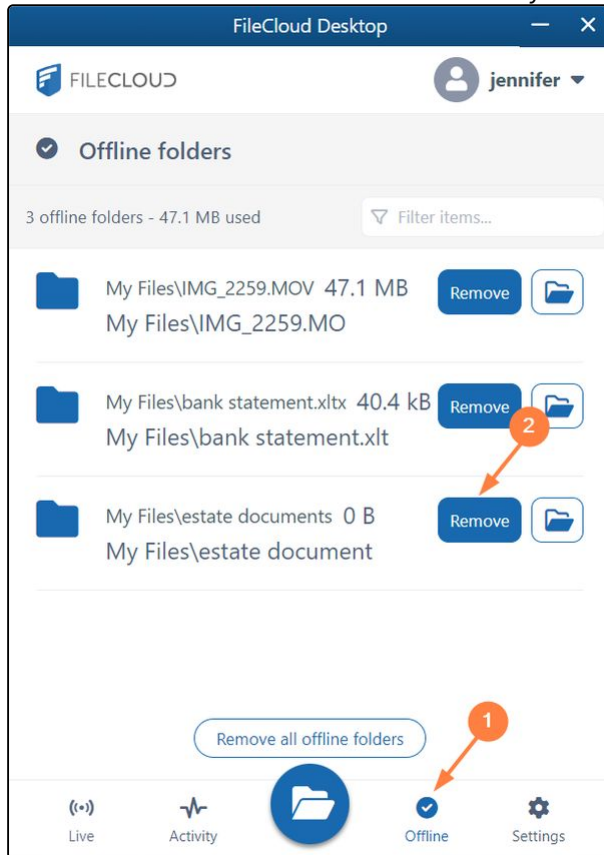 FileCloud Desktop
FILECLOUD
jennifer
Offline folders
3 offline folders - 47.1 MB used
Filter items...
My Files\IMG_2259.MOV 47.1 MB
Remove
My Files\IMG_2259.MO
My Files\bank statement.xltx 40.4 kB
Remove
2
My Files\bank statement.xlt
My Files\estate documents 0 B
Remove
My Files\estate document
Remove all offline folders
1
Live
Activity
Offline
Settings